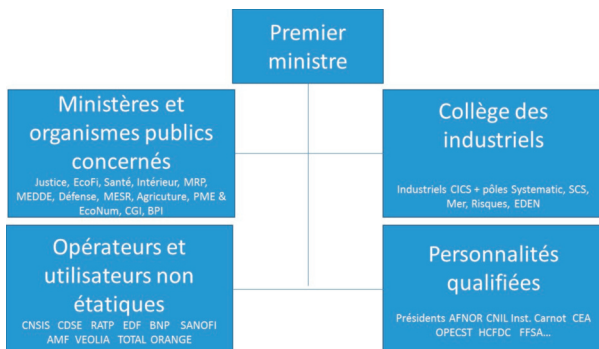 Premier
ministre
Ministères et
organismes publics
concernés
Justice, EcoFi, Santé, Intérieur, MRP,
MEDDE, Défense, MESR, Agricuture, PME &
EcoNum, CGI, BPI
Collège des
industriels
Industriels CICS + pôles Systematic, SCS,
Mer, Risques, EDEN
Opérateurs et
utilisateurs non
étatiques
CNSIS CDSE RATP EDF BNP SANOFI
AMF VEOLIA TOTAL ORANGE
Personnalités
qualifiées
Présidents AFNOR CNIL Inst. Carnot CEA
OPECST HCFDC FFSA...